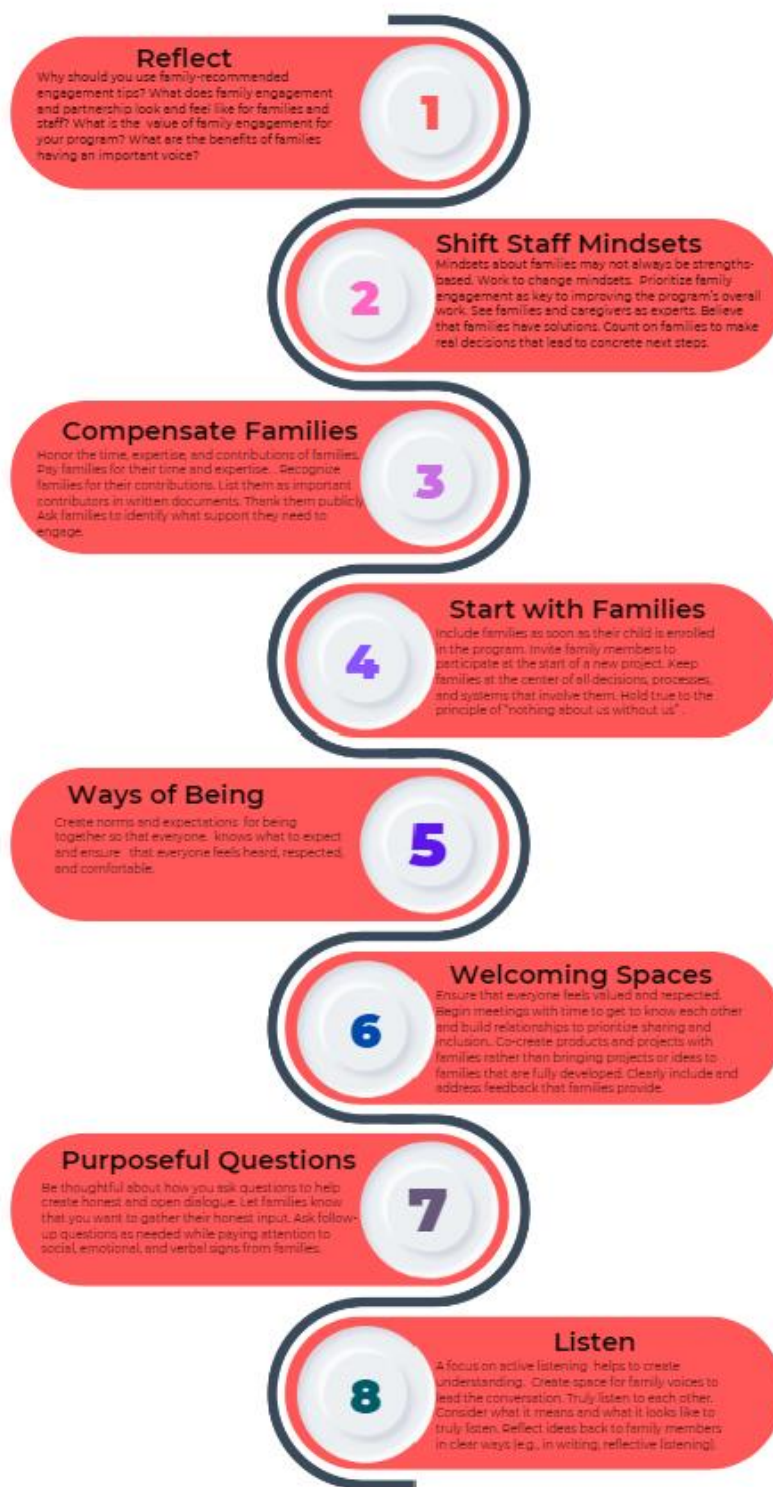 Reflect
Why should you use family-recommended
engagement tips? What does family engagement
and partnership look and feel like for families and
staff? What is the value of family engagement for
your program? What are the benefits of families
having an important voice?
1
Shift Staff Mindsets
Mindsets about families may not always be strengths-
based. Work to change mindsets. Prioritize family
engagement as key to improving the program's overall
work. See families and caregivers as experts. Believe
that families have solutions. Count on families to make
real decisions that lead to concrete next steps.
2
Compensate Families
Honor the time, expertise, and contributions of families.
Pay families for their time and expertise. Recognize
families for their contributions. List them as important
contributors in written documents. Thank them publicly.
Ask families to identify what support they need to
engage.
3
Start with Families
Include families as soon as their child is enrolled
in the program. Invite family members to
participate at the start of a new project. Keep
families at the center of all decisions, processes,
and systems that involve them. Hold true to the
principle of "nothing about us without us" .
4
Ways of Being
Create norms and expectations for being
together so that everyone. knows what to expect
and ensure that everyone feels heard, respected,
and comfortable.
5
Welcoming Spaces
Ensure that everyone feels valued and respected.
Begin meetings with time to get to know each other
and build relationships to prioritize sharing and
inclusion.. Co-create products and projects with
families rather than bringing projects or ideas to
families that are fully developed. Clearly include and
address feedback that families provide.
6
Purposeful Questions
Be thoughtful about how you ask questions to help
create honest and open dialogue. Let families know
that you want to gather their honest input. Ask follow-
up questions as needed while paying attention to
social, emotional, and verbal signs from families.
7
Listen
A focus on active listening helps to create
understanding. Create space for family voices to
lead the conversation. Truly listen to each other.
Consider what it means and what it looks like to
truly listen. Reflect ideas back to family members
in clear ways (e.g., in writing, reflective listening).
8